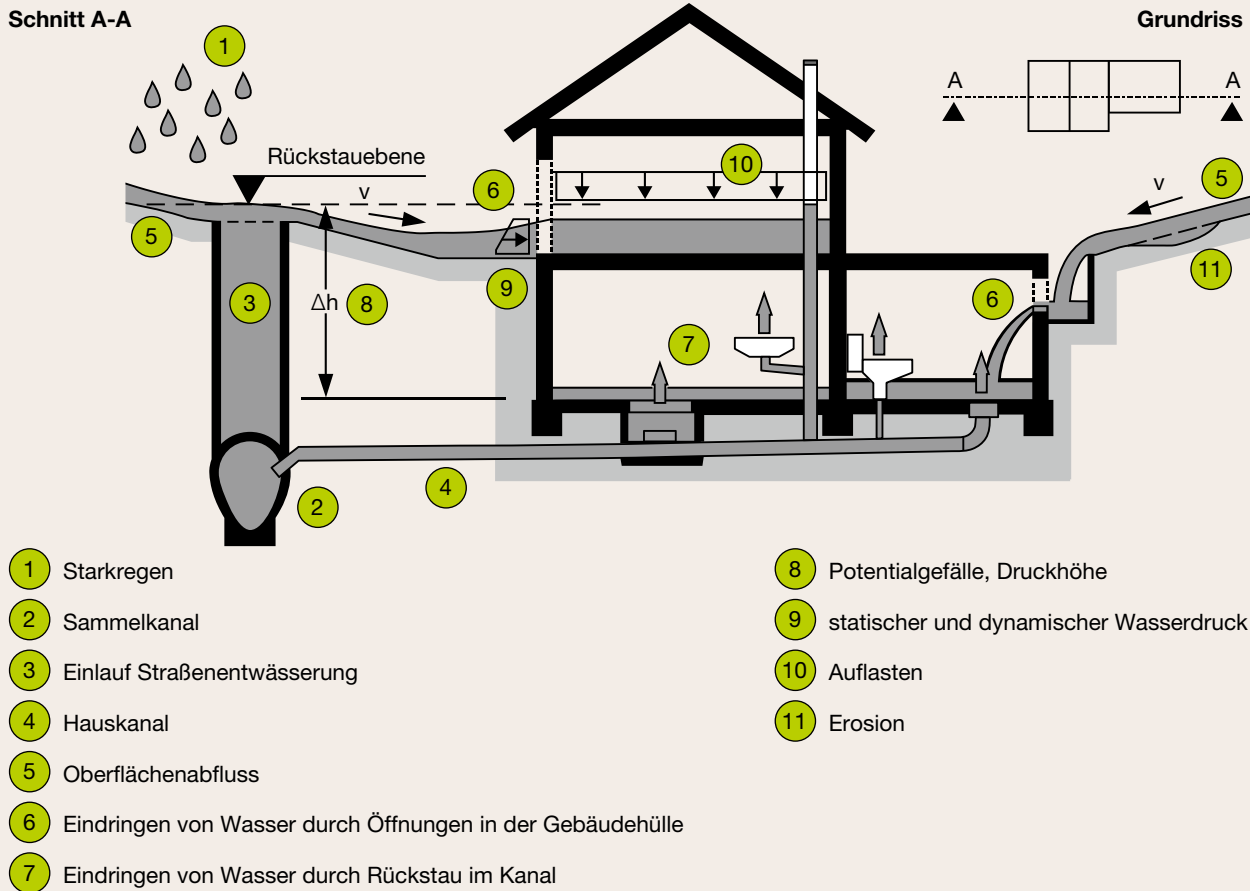 Schnitt A-A
Grundriss
1
A
A
Rückstauebene
10
v
6
v
5
5
11
9
3
Δh
8
6
7
4
2
1 Starkregen
2 Sammelkanal
3 Einlauf Straßenentwässerung
4 Hauskanal
5 Oberflächenabfluss
6 Eindringen von Wasser durch Öffnungen in der Gebäudehülle
7 Eindringen von Wasser durch Rückstau im Kanal
8 Potentialgefälle, Druckhöhe
9 statischer und dynamischer Wasserdruck
10 Auflasten
11 Erosion